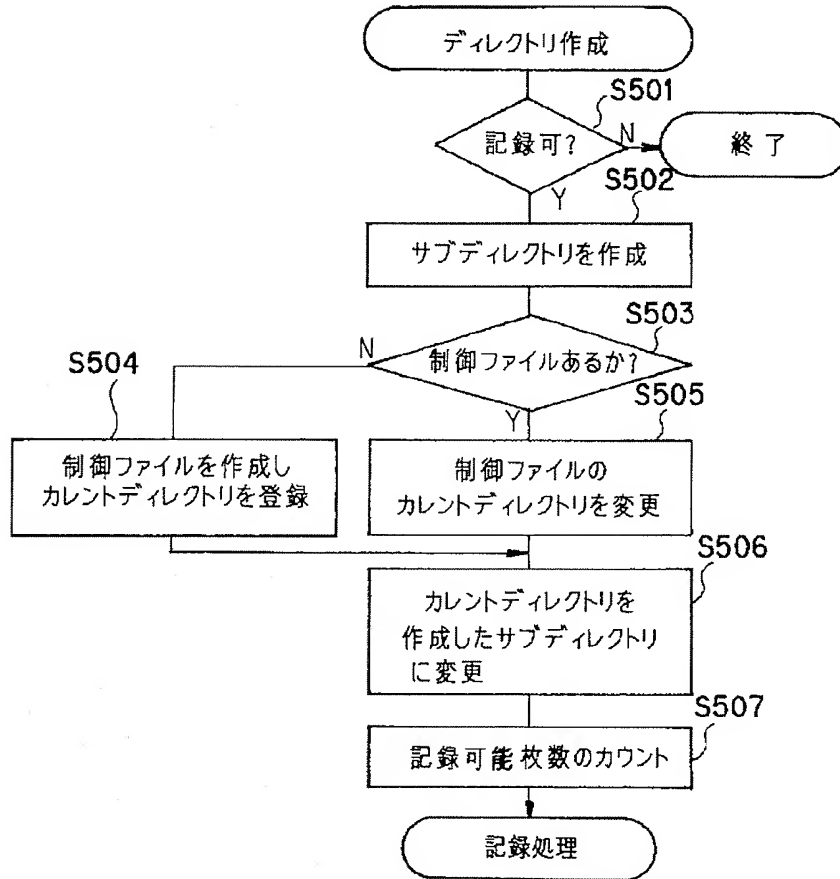 ディレクトリ作成
S501
記録可?
N
終了
Y
S502
サブディレクトリを作成
S503
制御ファイルあるか?
N
S504
Y
S505
制御ファイルを作成し
カレントディレクトリを登録
制御ファイルの
カレントディレクトリを変更
S506
カレントディレクトリを
作成したサブディレクトリ
に変更
S507
記録可能枚数のカウント
記録処理